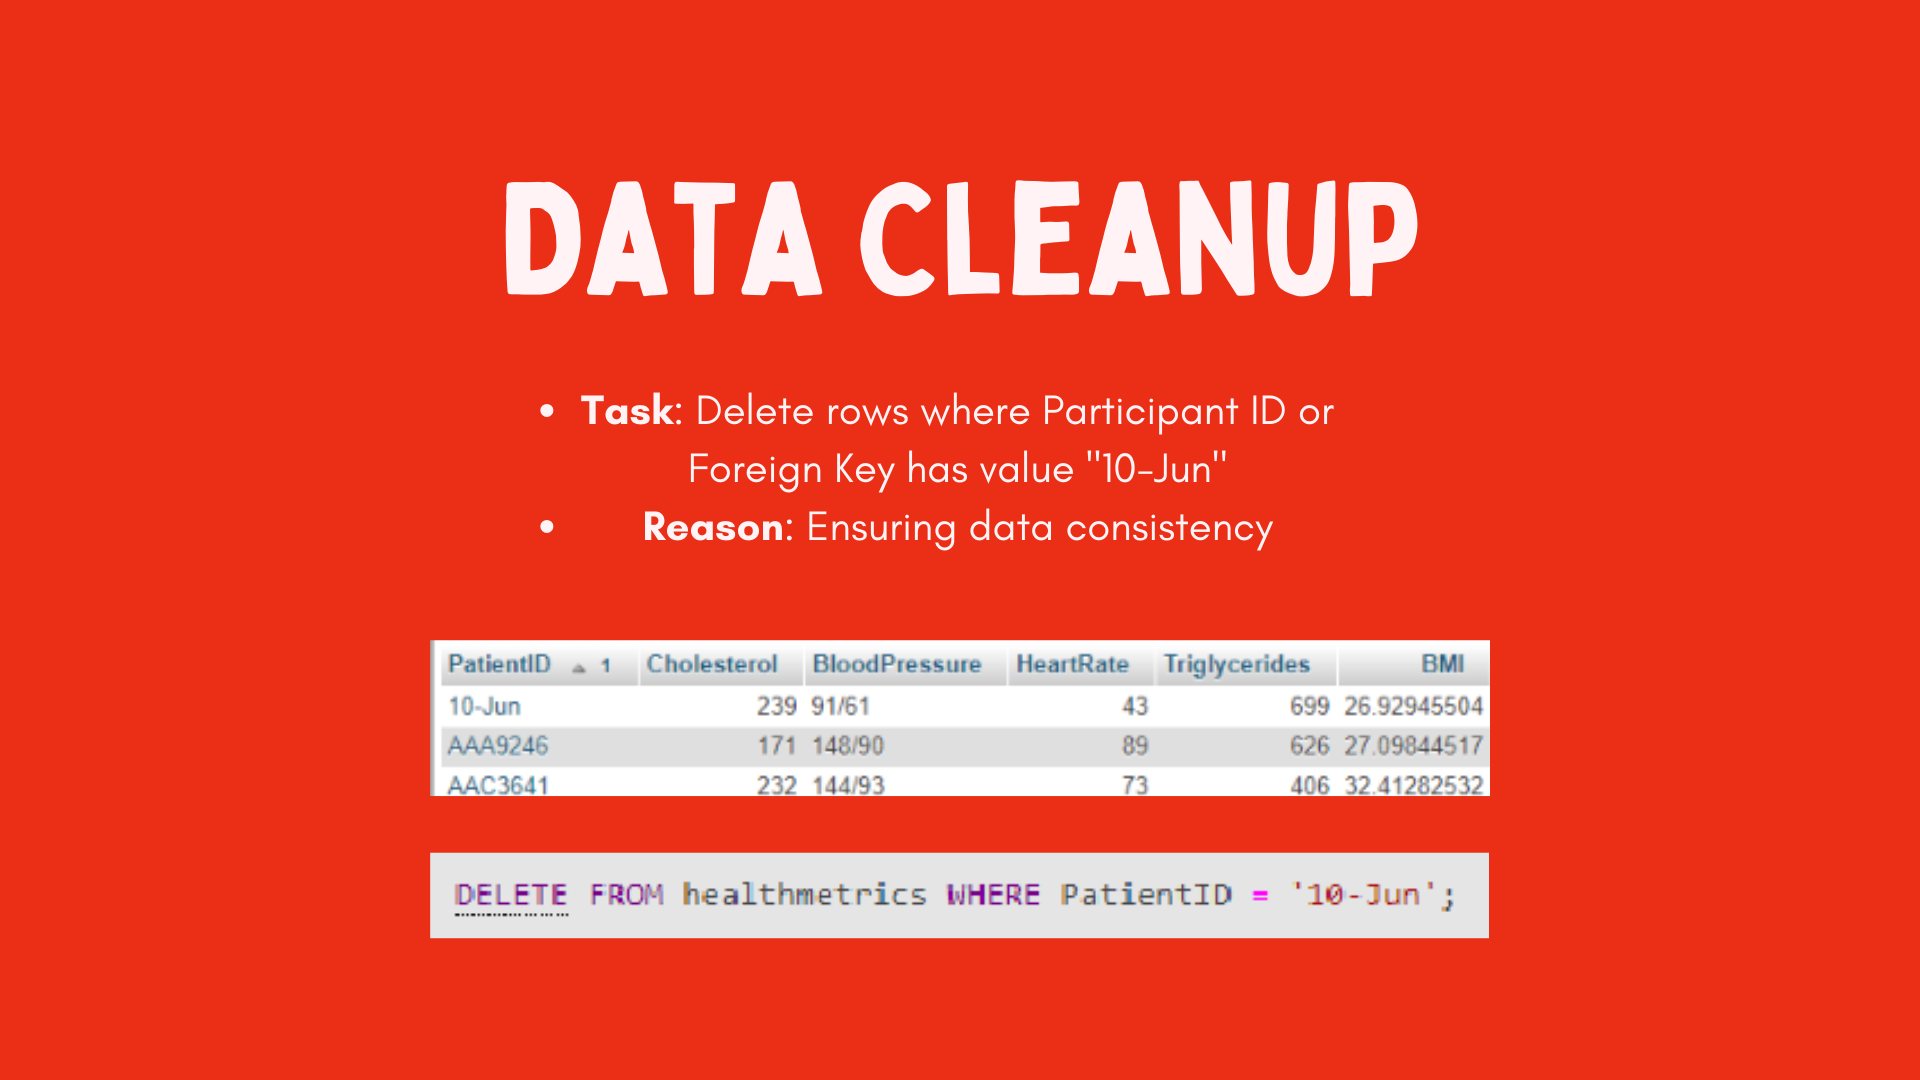 DATA CLEANUP
• Task: Delete rows where Participant ID or
Foreign Key has value "10-Jun"
• Reason: Ensuring data consistency
PatientID 1 Cholesterol BloodPressure HeartRate Triglycerides BMI
10-Jun 239 91/61 43 699 26.92945504
AAA9246 171 148/90 89 626 27.09844517
AAC3641 232 144/93 73 406 32.41282532
DELETE FROM healthmetrics WHERE PatientID = '10-Jun';